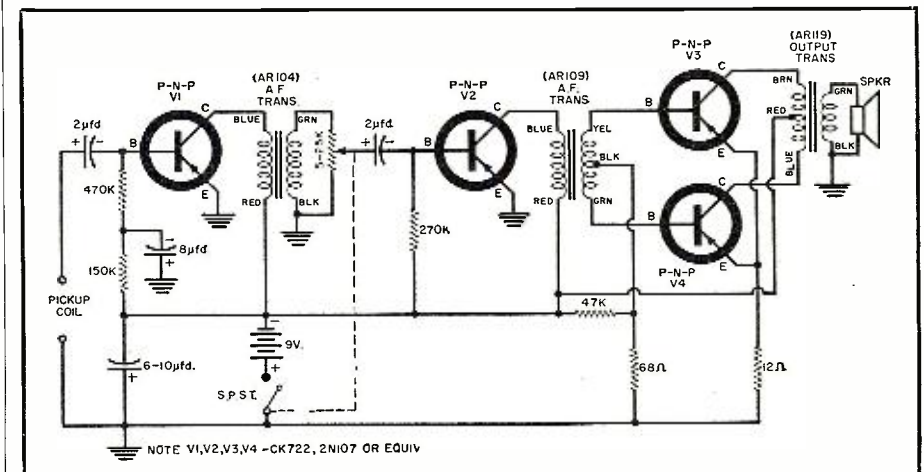 P-N-P
V3
(AR119)
OUTPUT
TRANS
C
BRN
GRN
SPKR
P-N-P
V1
(AR104)
A F
TRANS.
P-N-P
V2
(AR109)
A.F.
TRANS
B
RED
2µfd
+ -
B
C
BLUE
GRN
5-25K
2µfd.
+ -
B
C
BLUE
YEL
BLK
E
BLUE
BLK
470K
E
RED
BLK
E
RED
GRN
B
C
8µfd
-
+
270K
150K
P-N-P
V4
E
PICKUP
COIL
47K
-
9V.
+
6-10µfd.
+
S.P.S.T.
68Ω
12Ω
NOTE V1,V2,V3,V4 -CK722, 2N107 OR EQUIV